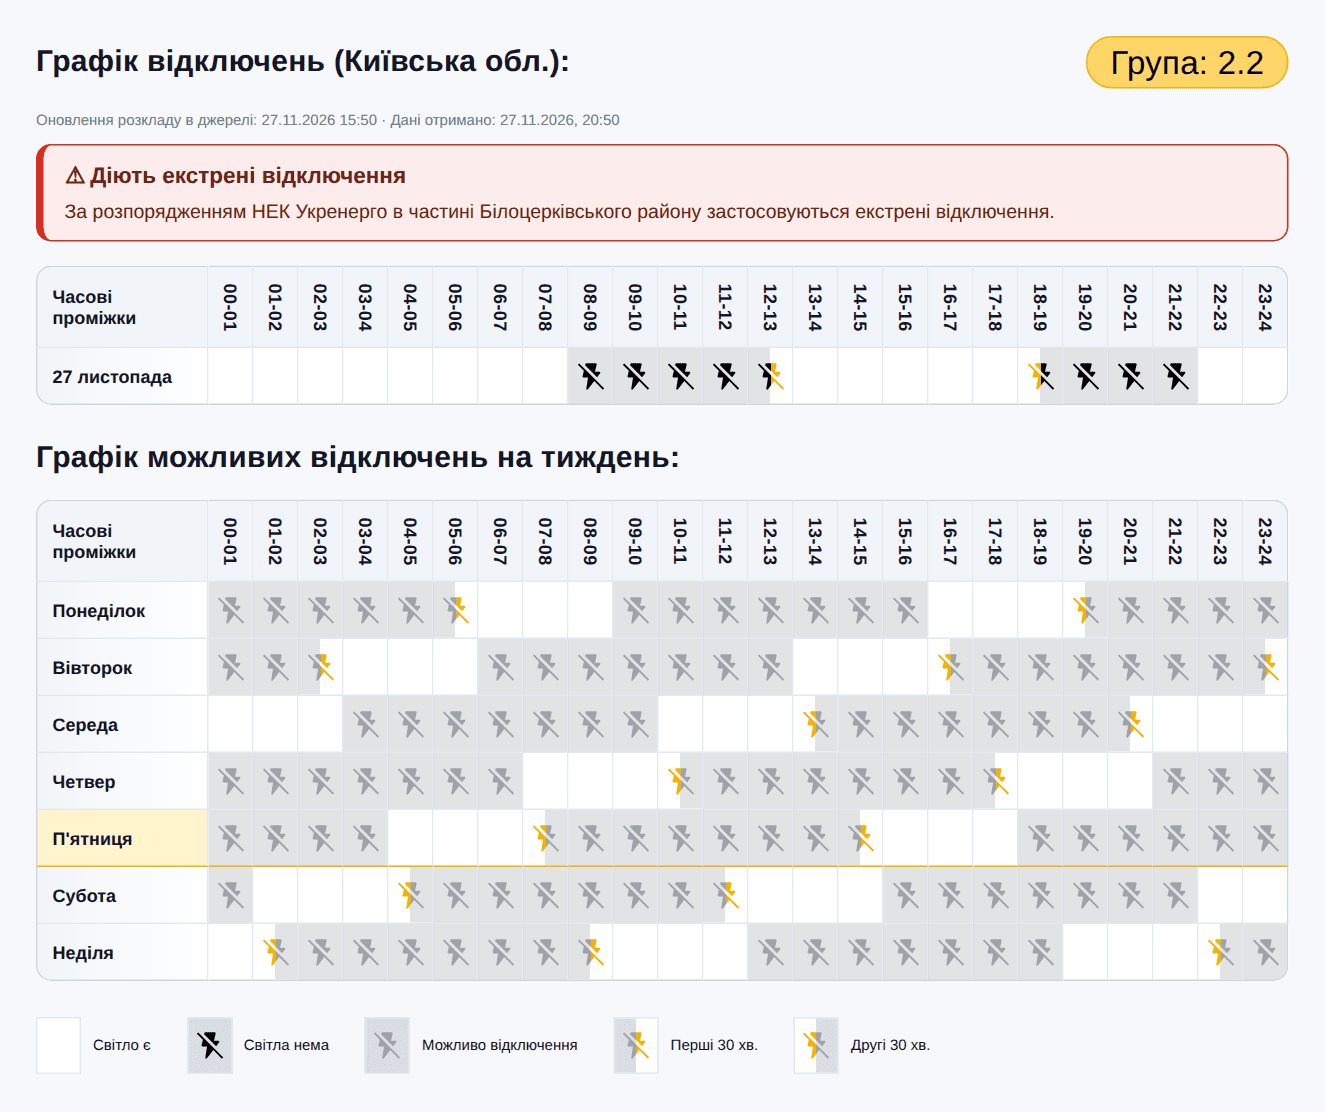 Графік відключень (Київська обл.):
Група: 2.2
Оновлення розкладу в джерелі: 27.11.2026 15:50 · Дані отримано: 27.11.2026, 20:50
⚠ Діють екстрені відключення
За розпорядженням НЕК Укренерго в частині Білоцерківського району застосовуються екстрені відключення.
Часові
проміжки
00-01 01-02 02-03 03-04 04-05 05-06 06-07 07-08 08-09 09-10 10-11 11-12 12-13 13-14 14-15 15-16 16-17 17-18 18-19 19-20 20-21 21-22 22-23 23-24
27 листопада
Графік можливих відключень на тиждень:
Часові
проміжки
00-01 01-02 02-03 03-04 04-05 05-06 06-07 07-08 08-09 09-10 10-11 11-12 12-13 13-14 14-15 15-16 16-17 17-18 18-19 19-20 20-21 21-22 22-23 23-24
Понеділок
Вівторок
Середа
Четвер
П'ятниця
Субота
Неділя
Світло є
Світла нема
Можливо відключення
Перші 30 хв.
Другі 30 хв.